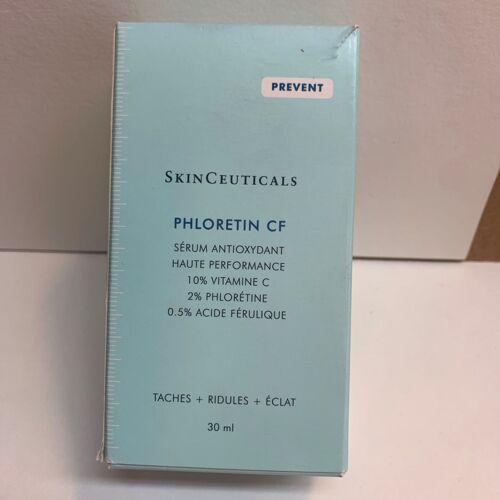 PREVENT
SKINCEUTICALS
PHLORETIN CF
SÉRUM ANTIOXYDANT
HAUTE PERFORMANCE
10% VITAMINE C
2% PHLORÉTINE
0.5% ACIDE FÉRULIQUE
TACHES + RIDULES + ÉCLAT
30 ml